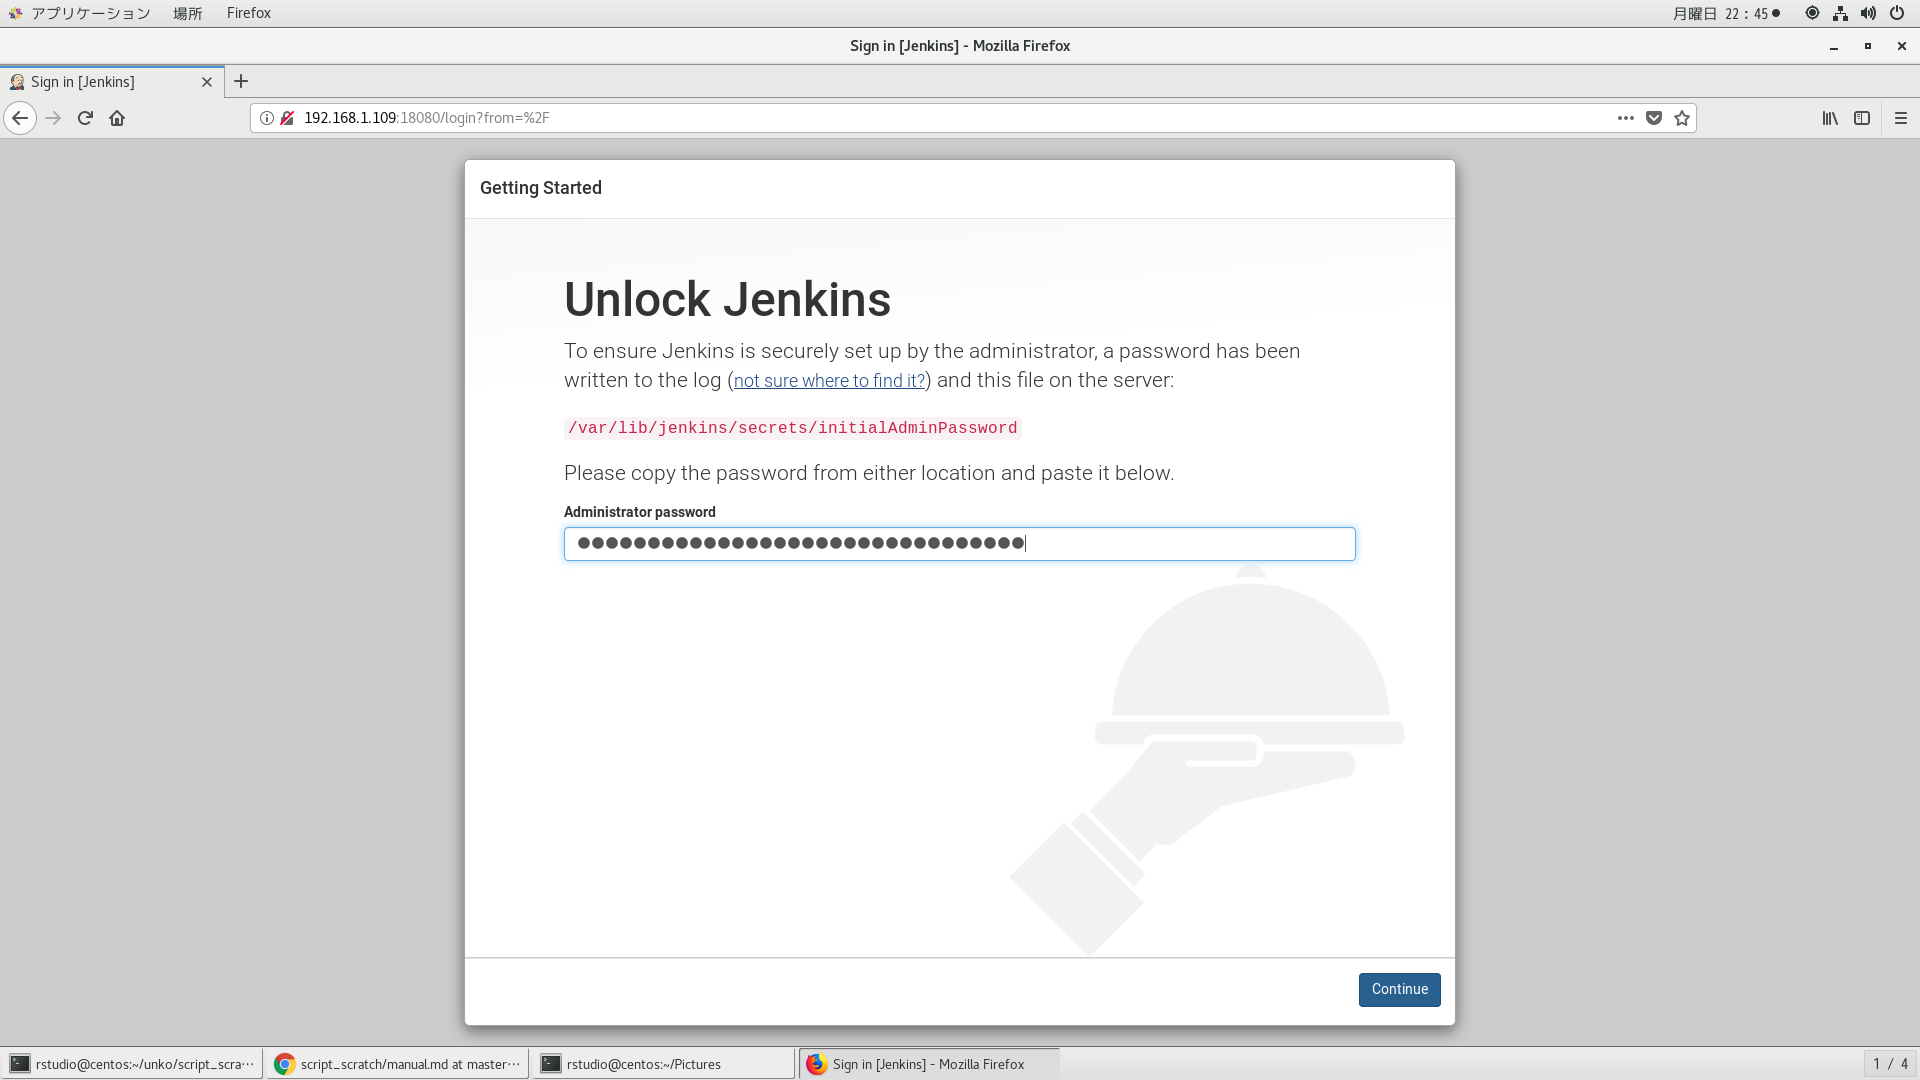 アプリケーション 場所 Firefox 月曜日 22：45
Sign in [Jenkins] - Mozilla Firefox
Sign in [Jenkins]
192.168.1.109:18080/login?from=%2F
Getting Started
Unlock Jenkins
To ensure Jenkins is securely set up by the administrator, a password has been
written to the log (not sure where to find it?) and this file on the server:
/var/lib/jenkins/secrets/initialAdminPassword
Please copy the password from either location and paste it below.
Administrator password
Continue
rstudio@centos:~/unko/script_scra··· script_scratch/manual.md at master··· rstudio@centos:~/Pictures Sign in [Jenkins] - Mozilla Firefox 1 / 4